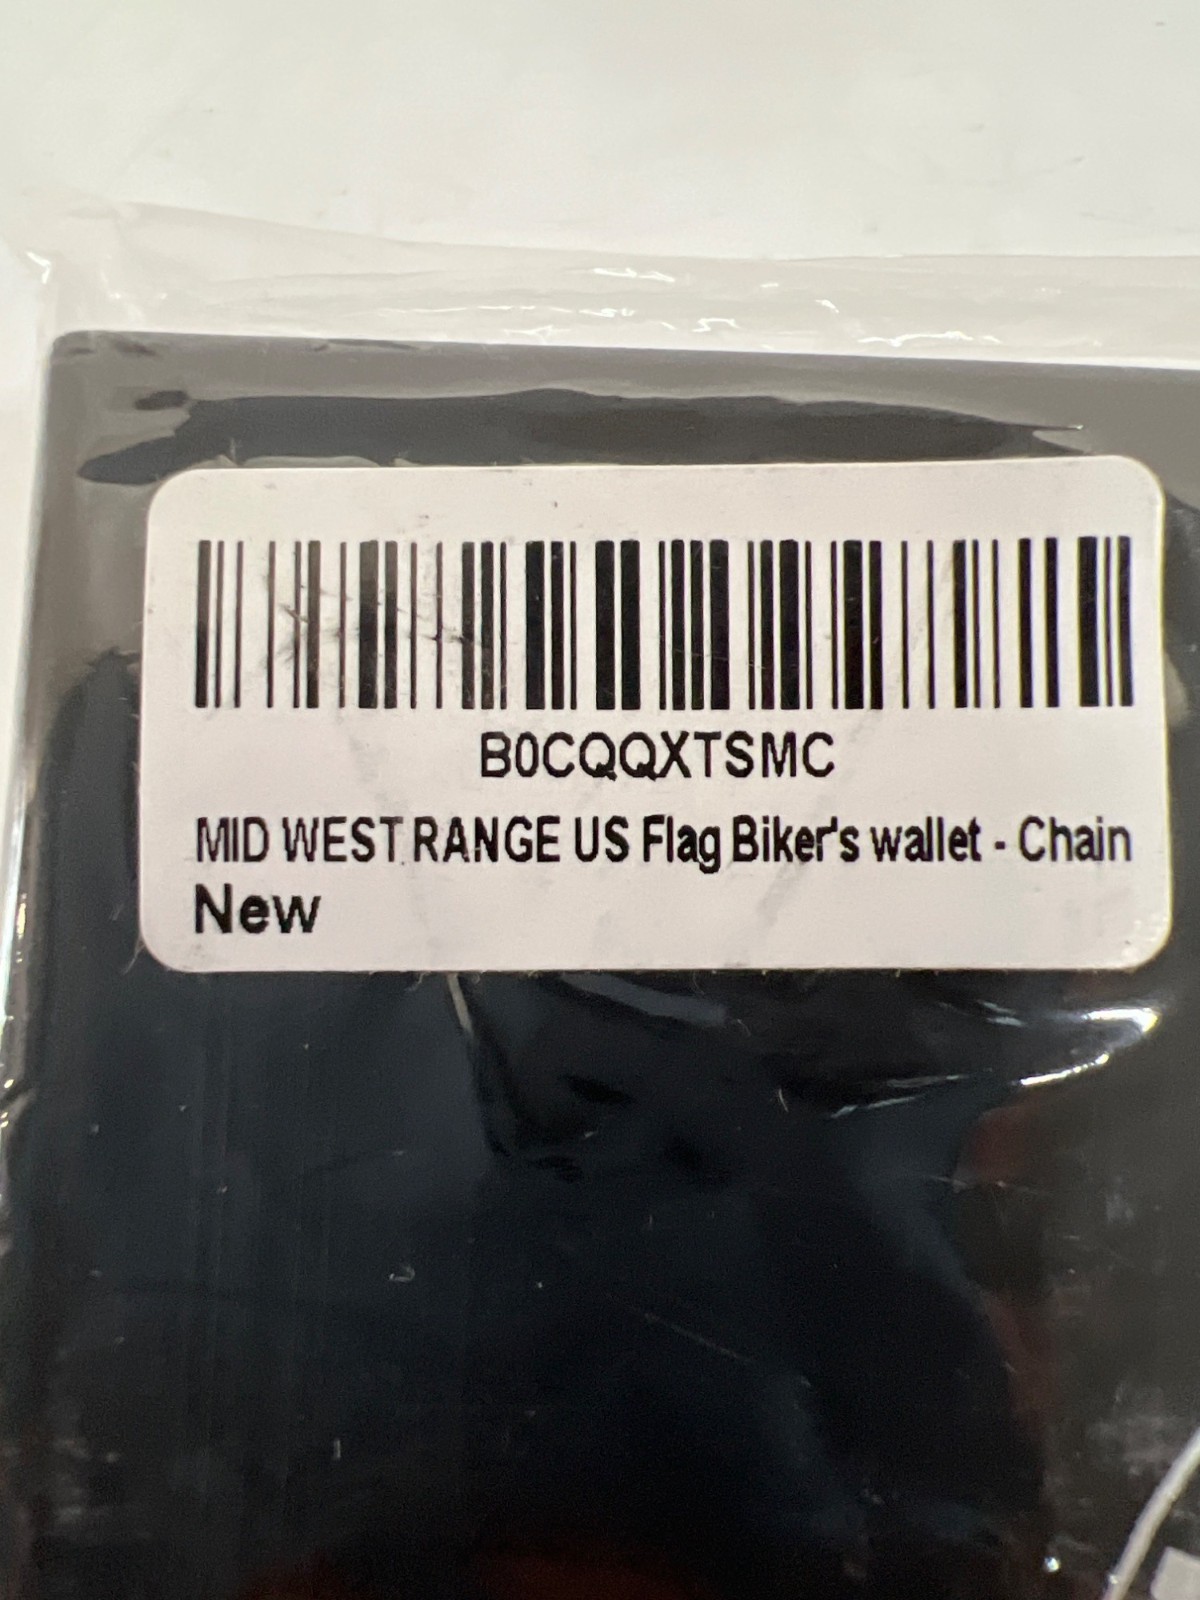 B0CQQXTSMC
MID WEST RANGE US Flag Biker's wallet - Chain
New